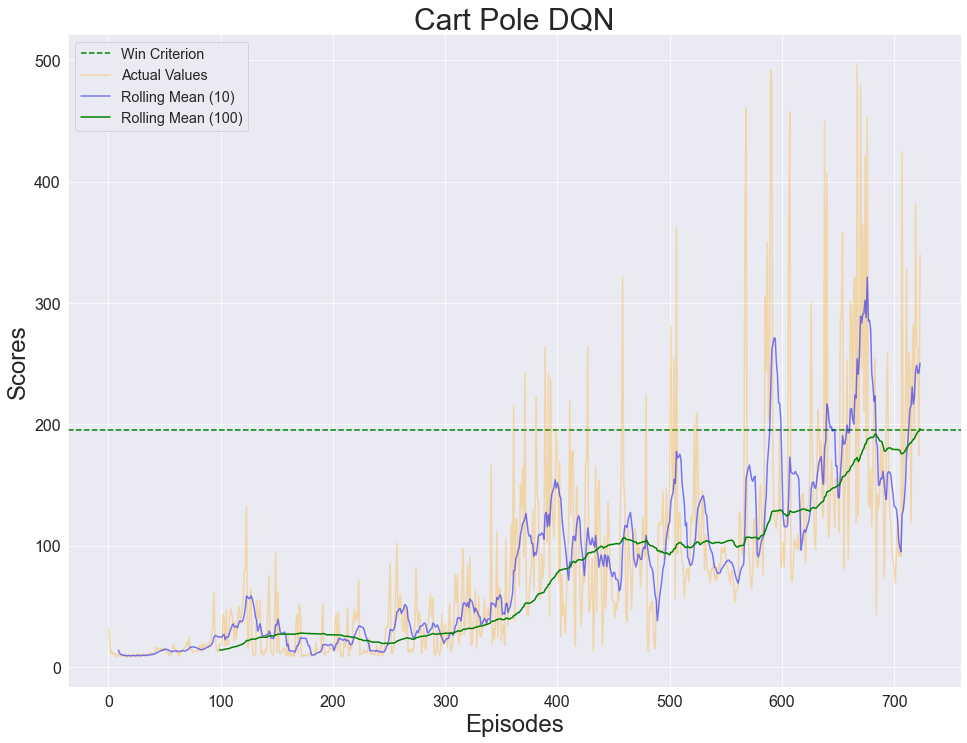 Cart Pole DQN
Win Criterion
Actual Values
Rolling Mean (10)
Rolling Mean (100)
500
400
300
200
100
0
Scores
0 100 200 300 400 500 600 700
Episodes